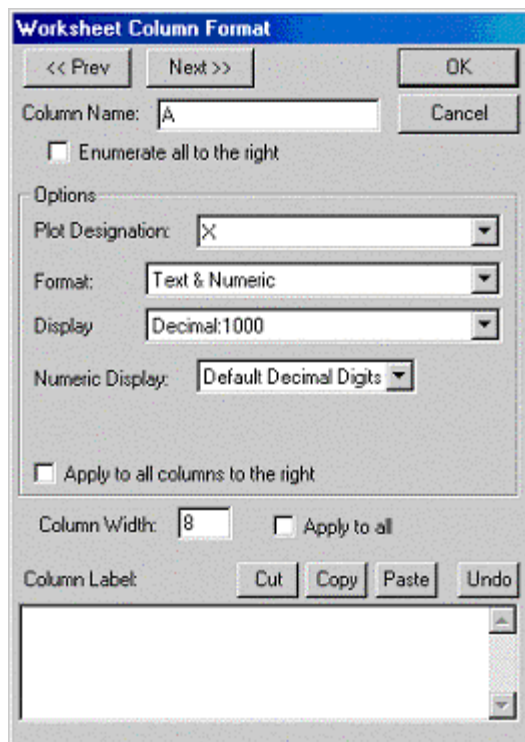 Worksheet Column Format
<< Prev Next >> OK
Column Name: A Cancel
Enumerate all to the right
Options
Plot Designation: X
Format: Text & Numeric
Display Decimal:1000
Numeric Display: Default Decimal Digits
Apply to all columns to the right
Column Width: 8 Apply to all
Column Label: Cut Copy Paste Undo